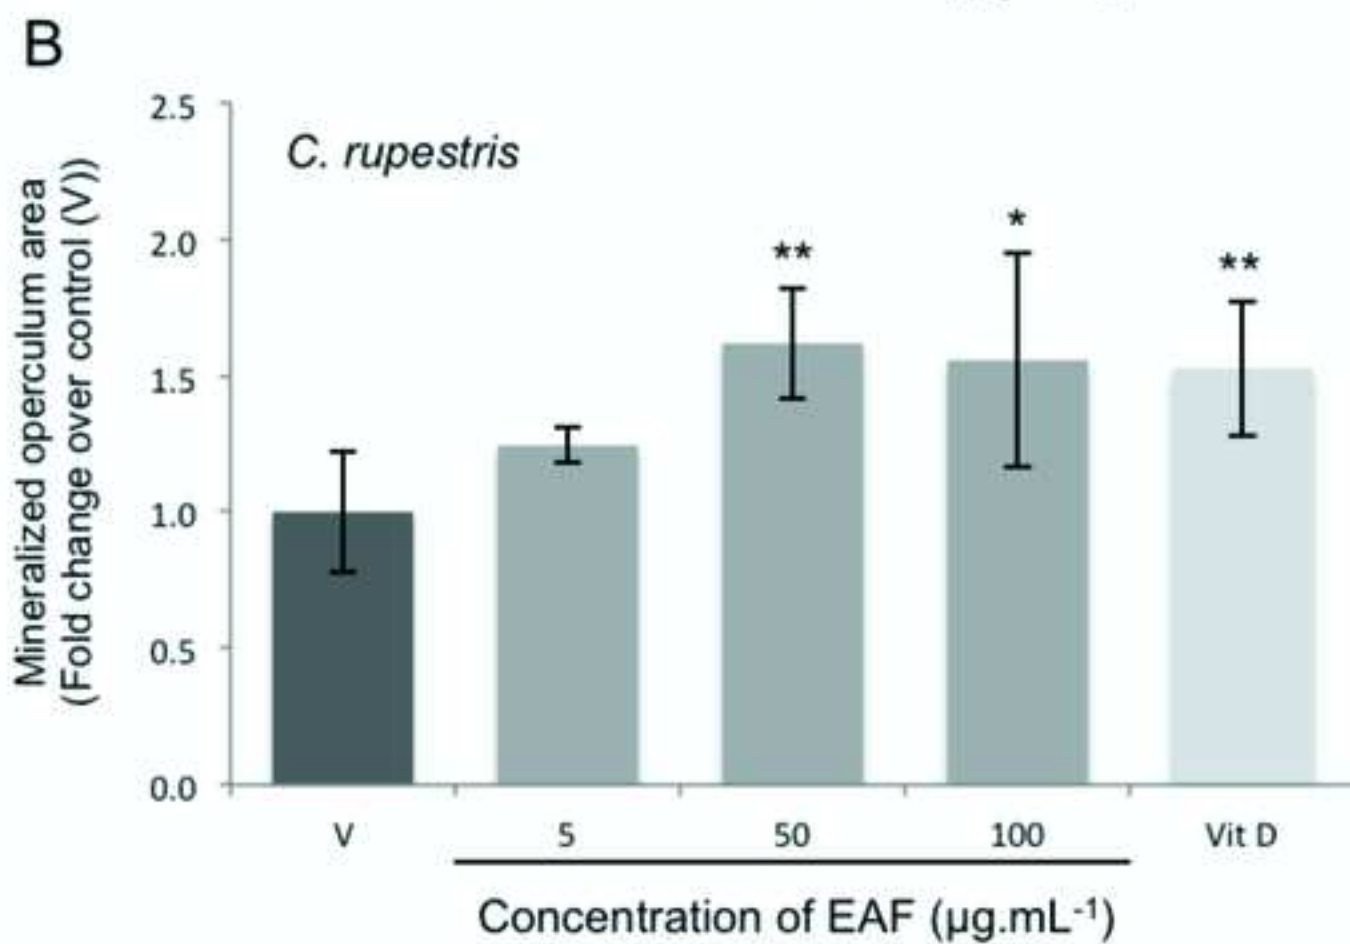 B
2.5
C. rupestris
2.0
1.5
1.0
0.5
0.0
*
**
**
Mineralized operculum area
(Fold change over control (V))
V 5 50 100 Vit D
Concentration of EAF (µg.mL-1)